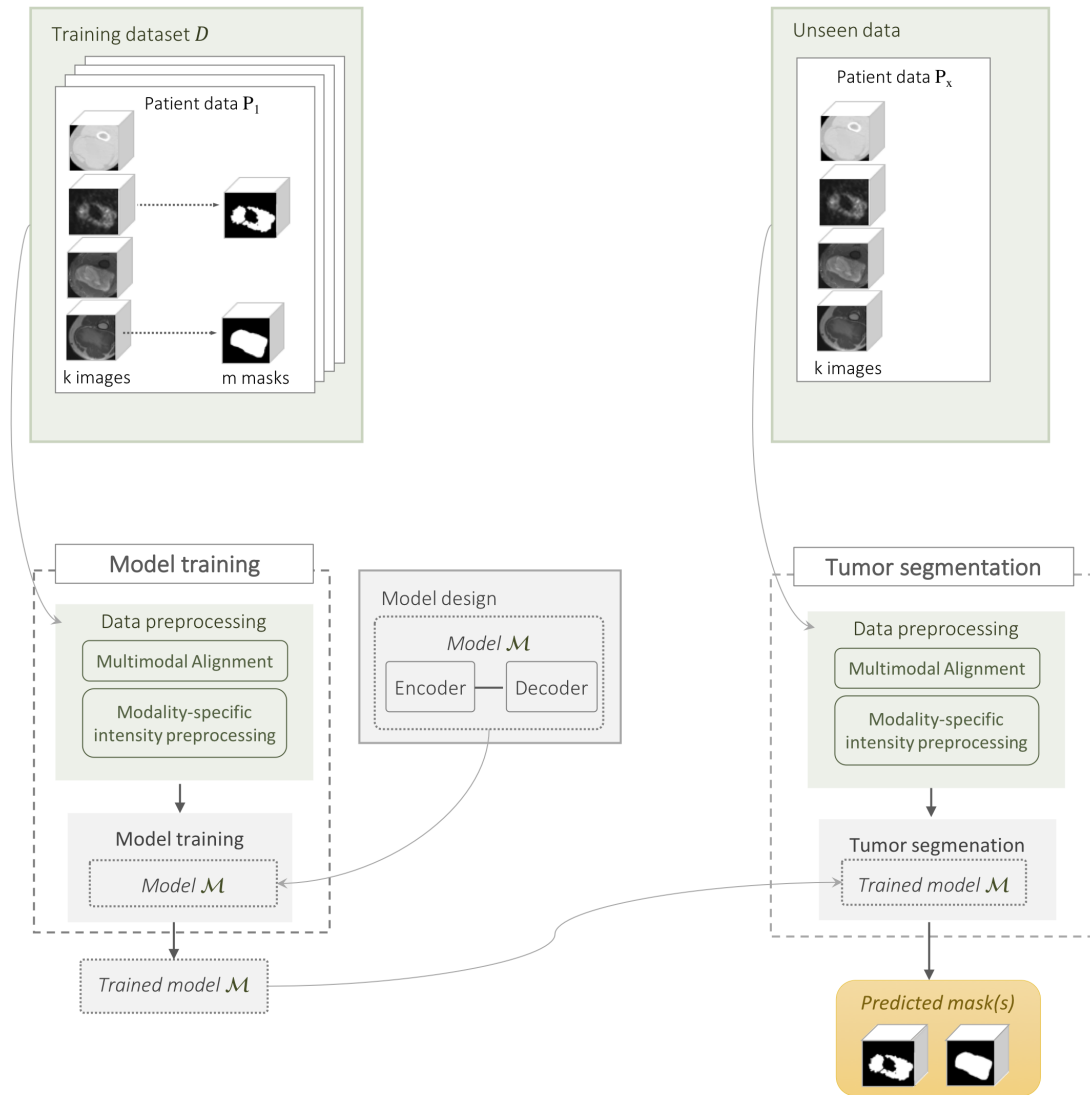 Training dataset D
Patient data P1
k images
m masks
Unseen data
Patient data Px
k images
Model training
Data preprocessing
Multimodal Alignment
Modality-specific
intensity preprocessing
Model training
Model M
Trained model M
Model design
Model M
Encoder
Decoder
Tumor segmentation
Data preprocessing
Multimodal Alignment
Modality-specific
intensity preprocessing
Tumor segmenation
Trained model M
Predicted mask(s)